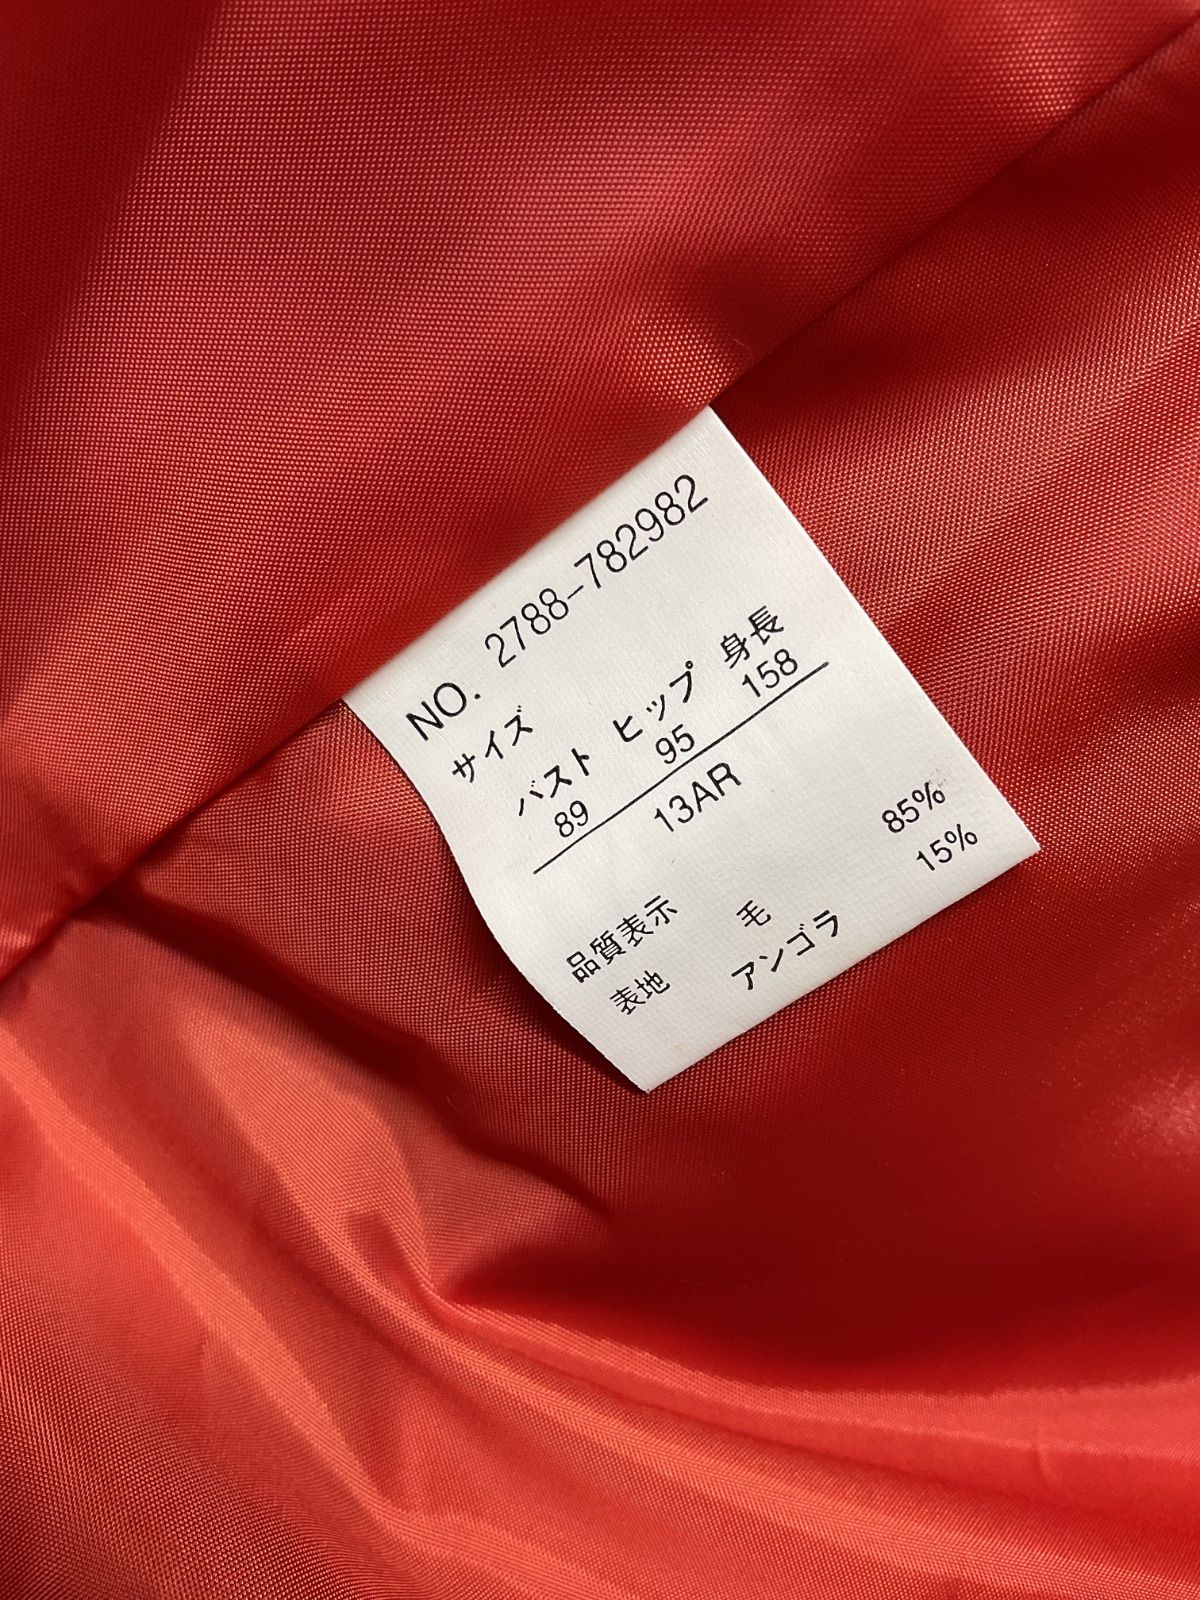 NO. 2788-782982
サイズ
バスト ヒップ 身長
89 95 158
13AR
品質表示
表地 毛 85%
アンゴラ 15%